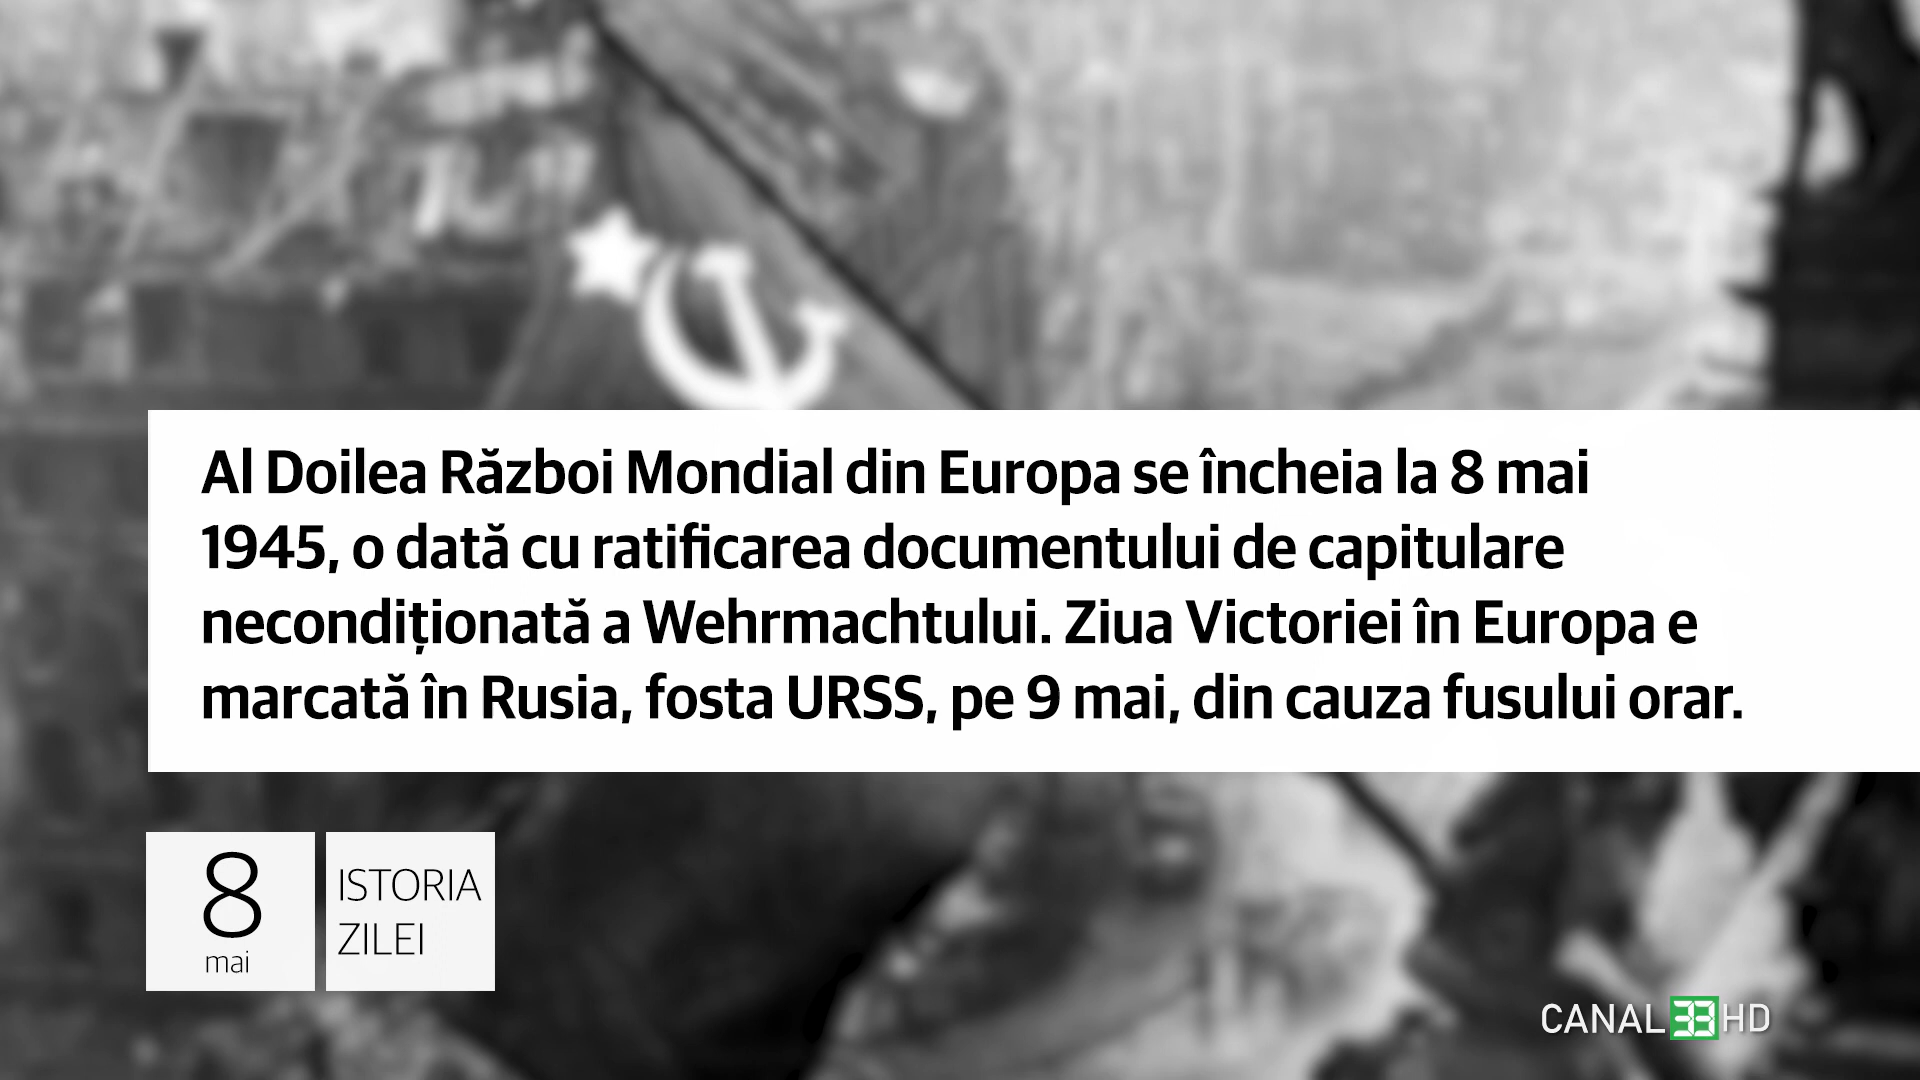 Al Doilea Război Mondial din Europa se încheia la 8 mai
1945, o dată cu ratificarea documentului de capitulare
necondiționată a Wehrmachtului. Ziua Victoriei în Europa e
marcată în Rusia, fosta URSS, pe 9 mai, din cauza fusului orar.
8
mai
ISTORIA
ZILEI
CANAL 33 HD